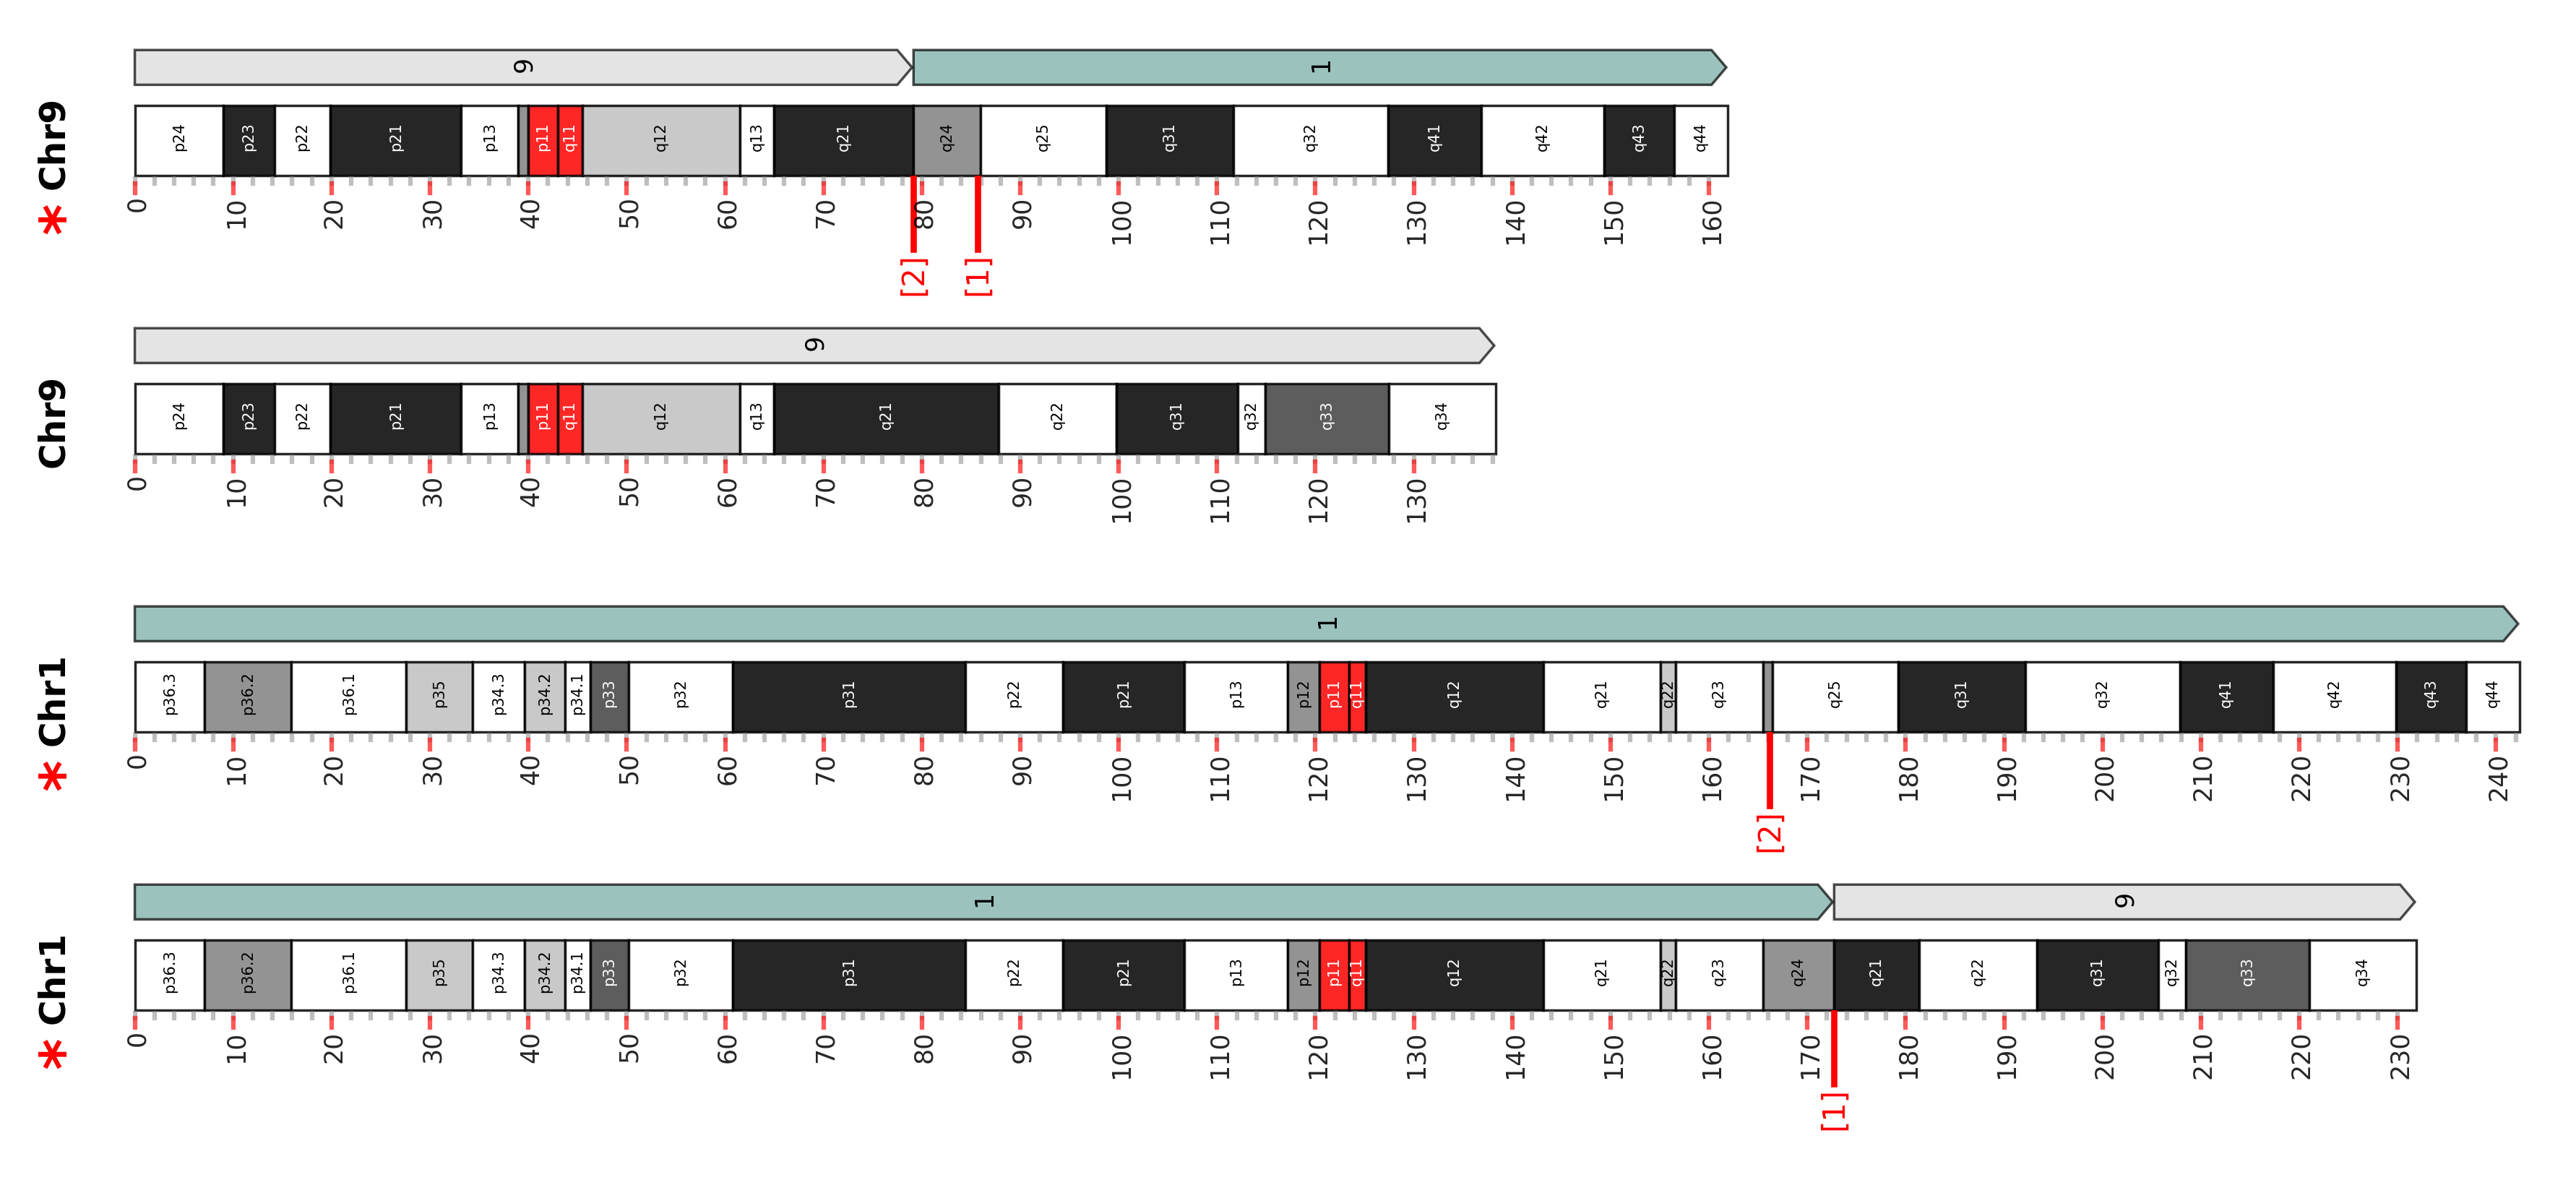 * Chr9
9
1
p24 p23 p22 p21 p13 p11 q11 q12 q13 q21 q24 q25 q31 q32 q41 q42 q43 q44
0 10 20 30 40 50 60 70 80 90 100 110 120 130 140 150 160
[2] [1]
Chr9
9
p24 p23 p22 p21 p13 p11 q11 q12 q13 q21 q22 q31 q32 q33 q34
0 10 20 30 40 50 60 70 80 90 100 110 120 130
* Chr1
1
p36.3 p36.2 p36.1 p35 p34.3 p34.2 p34.1 p33 p32 p31 p22 p21 p13 p12 p11 q11 q12 q21 q22 q23 q25 q31 q32 q41 q42 q43 q44
0 10 20 30 40 50 60 70 80 90 100 110 120 130 140 150 160 170 180 190 200 210 220 230 240
[2]
* Chr1
1
9
p36.3 p36.2 p36.1 p35 p34.3 p34.2 p34.1 p33 p32 p31 p22 p21 p13 p12 p11 q11 q12 q21 q22 q23 q24 q21 q22 q31 q32 q33 q34
0 10 20 30 40 50 60 70 80 90 100 110 120 130 140 150 160 170 180 190 200 210 220 230
[1]